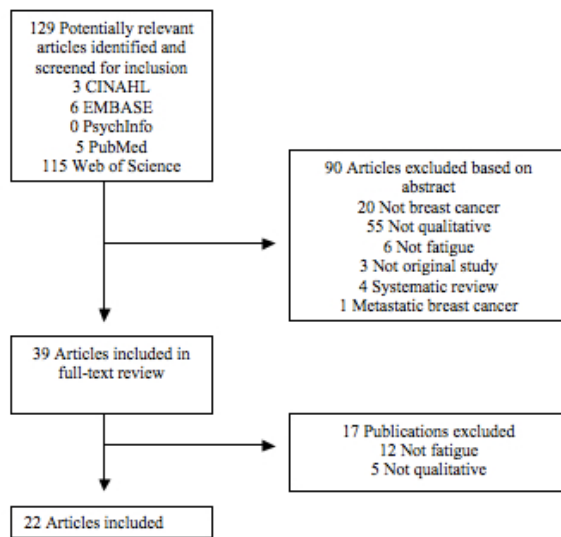 129 Potentially relevant
articles identified and
screened for inclusion
3 CINAHL
6 EMBASE
0 PsychInfo
5 PubMed
115 Web of Science
90 Articles excluded based on
abstract
20 Not breast cancer
55 Not qualitative
6 Not fatigue
3 Not original study
4 Systematic review
1 Metastatic breast cancer
39 Articles included in
full-text review
17 Publications excluded
12 Not fatigue
5 Not qualitative
22 Articles included